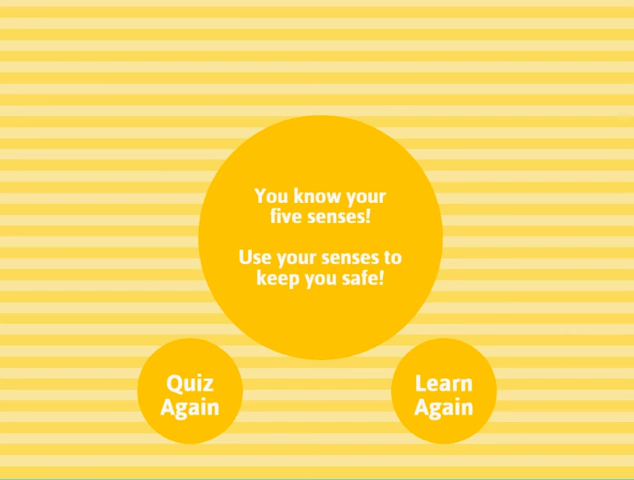 You know your
five senses!
Use your senses to
keep you safe!
Quiz
Again
Learn
Again